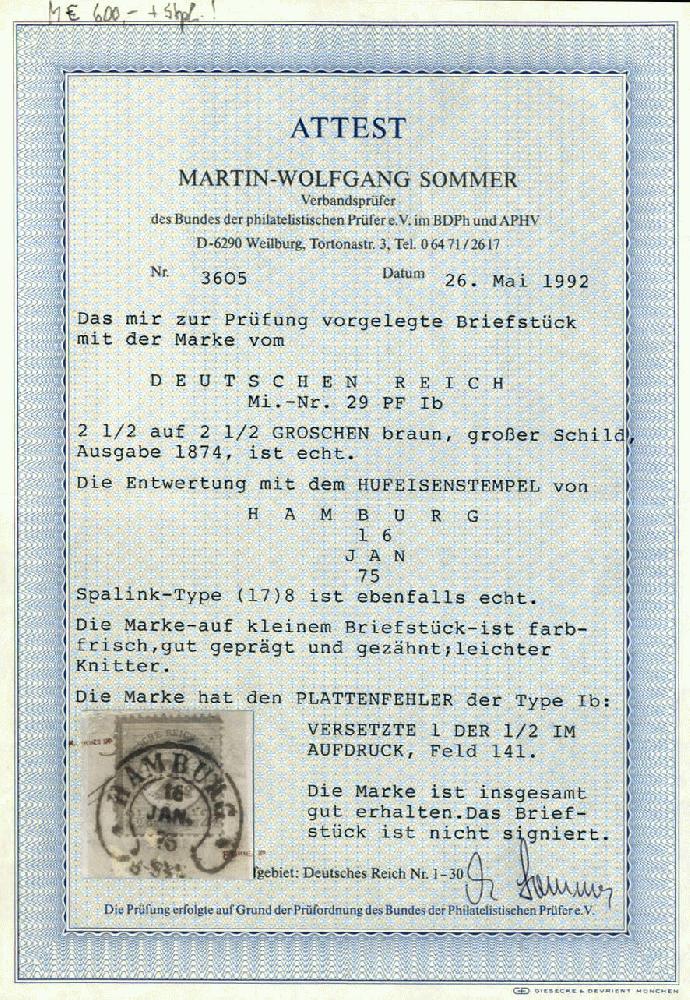 M € 600,- + Stpl.!
ATTEST
MARTIN-WOLFGANG SOMMER
Verbandsprüfer
des Bundes der philatelistischen Prüfer e.V. im BDPh und APHV
D-6290 Weilburg, Tortonastr. 3, Tel. 0 64 71 / 26 17
Nr. 3605 Datum 26. Mai 1992
Das mir zur Prüfung vorgelegte Briefstück
mit der Marke vom
D E U T S C H E N R E I C H
Mi.-Nr. 29 PF Ib
2 1/2 auf 2 1/2 GROSCHEN braun, großer Schild,
Ausgabe 1874, ist echt.
Die Entwertung mit dem HUFEISENSTEMPEL von
H A M B U R G
1 6
J A N
75
Spalink-Type (17)8 ist ebenfalls echt.
Die Marke-auf kleinem Briefstück-ist farb-
frisch,gut geprägt und gezähnt;leichter
Knitter.
Die Marke hat den PLATTENFEHLER der Type Ib:
VERSETZTE 1 DER 1/2 IM
AUFDRUCK, Feld 141.
Die Marke ist insgesamt
gut erhalten.Das Brief-
stück ist nicht signiert.
HAMBURG
16
JAN.
75
gebiet: Deutsches Reich Nr. 1-30
Sommer
Die Prüfung erfolgte auf Grund der Prüfordnung des Bundes der Philatelistischen Prüfer e.V.
GIESECKE & DEVRIENT MÜNCHEN